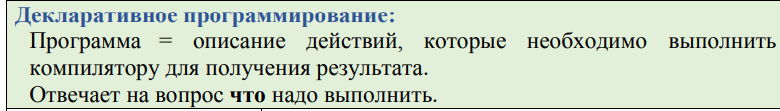 Декларативное программирование:
Программа = описание действий, которые необходимо выполнить
компилятору для получения результата.
Отвечает на вопрос что надо выполнить.